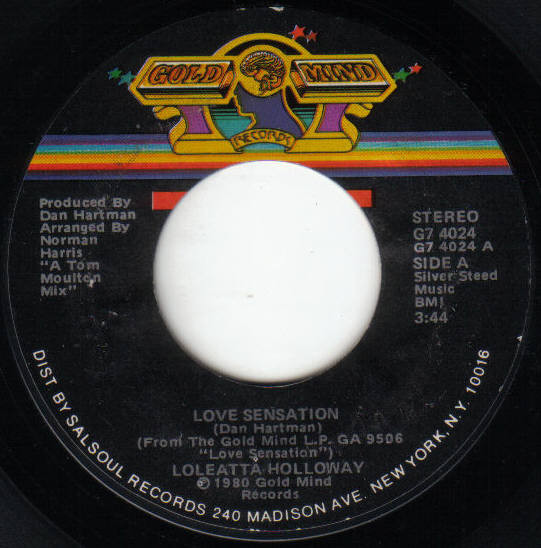 GOLD MIND
RECORDS
Produced By
Dan Hartman
Arranged By
Norman
Harris
"A Tom
Moulton
Mix"
STEREO
G7 4024
G7 4024 A
SIDE A
Silver Steed
Music
BMI
3:44
LOVE SENSATION
(Dan Hartman)
(From The Gold Mind L.P. GA 9506
"Love Sensation")
LOLEATTA HOLLOWAY
℗ 1980 Gold Mind
Records
DIST BY SALSOUL RECORDS 240 MADISON AVE. NEW YORK, N.Y. 10016